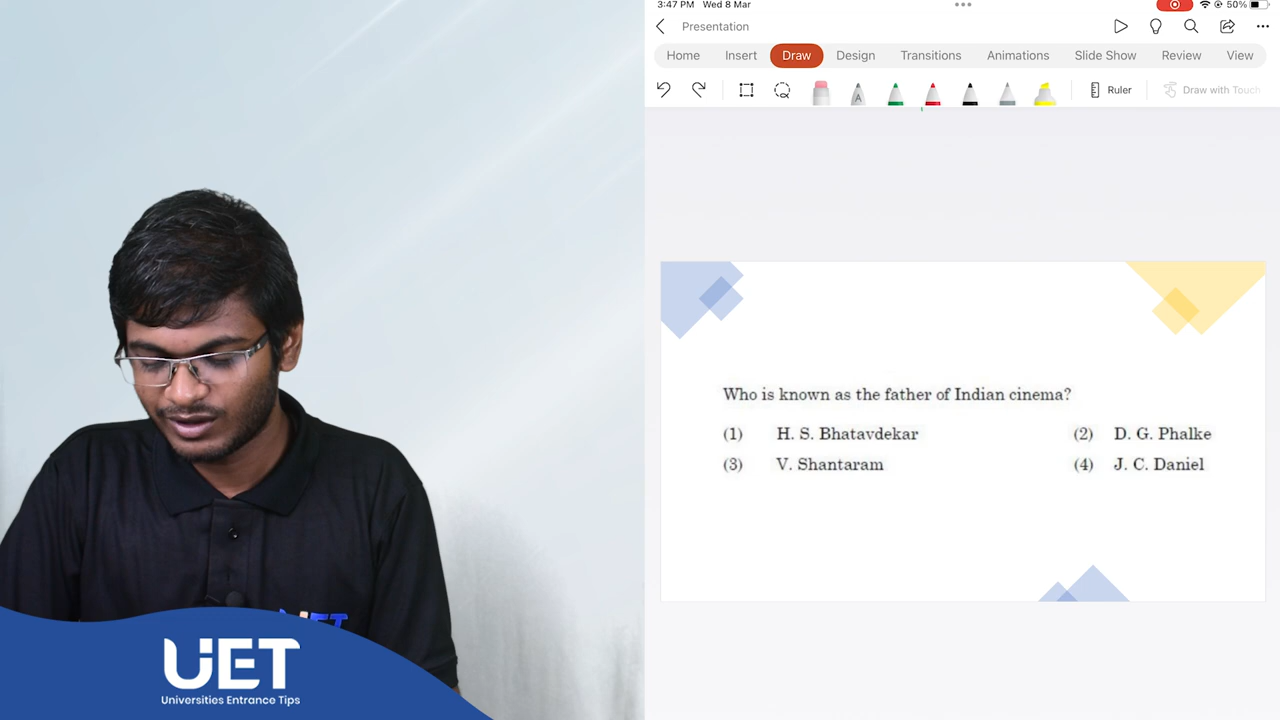 3:47 PM Wed 8 Mar
50%
Presentation
Home Insert Draw Design Transitions Animations Slide Show Review View
A Ruler Draw with Touch
Who is known as the father of Indian cinema?
(1) H. S. Bhatavdekar (2) D. G. Phalke
(3) V. Shantaram (4) J. C. Daniel
UET
UET
Universities Entrance Tips